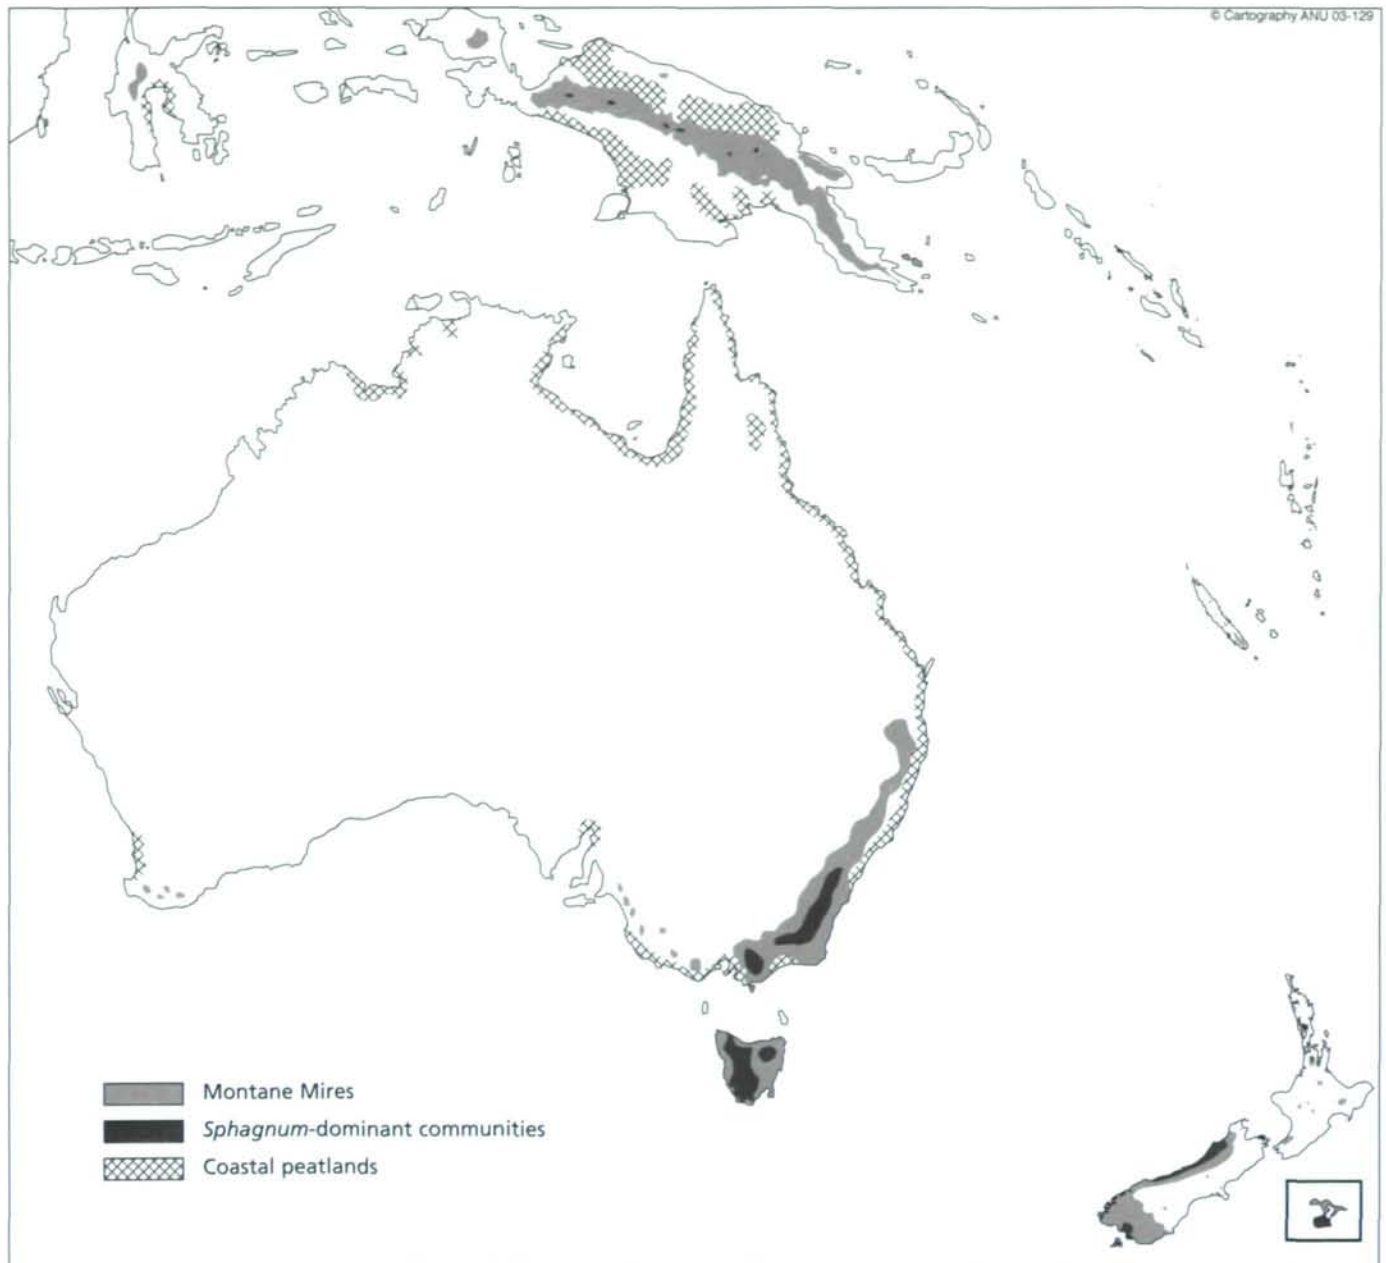 © Cartography ANU 03-129
Montane Mires
Sphagnum-dominant communities
Coastal peatlands